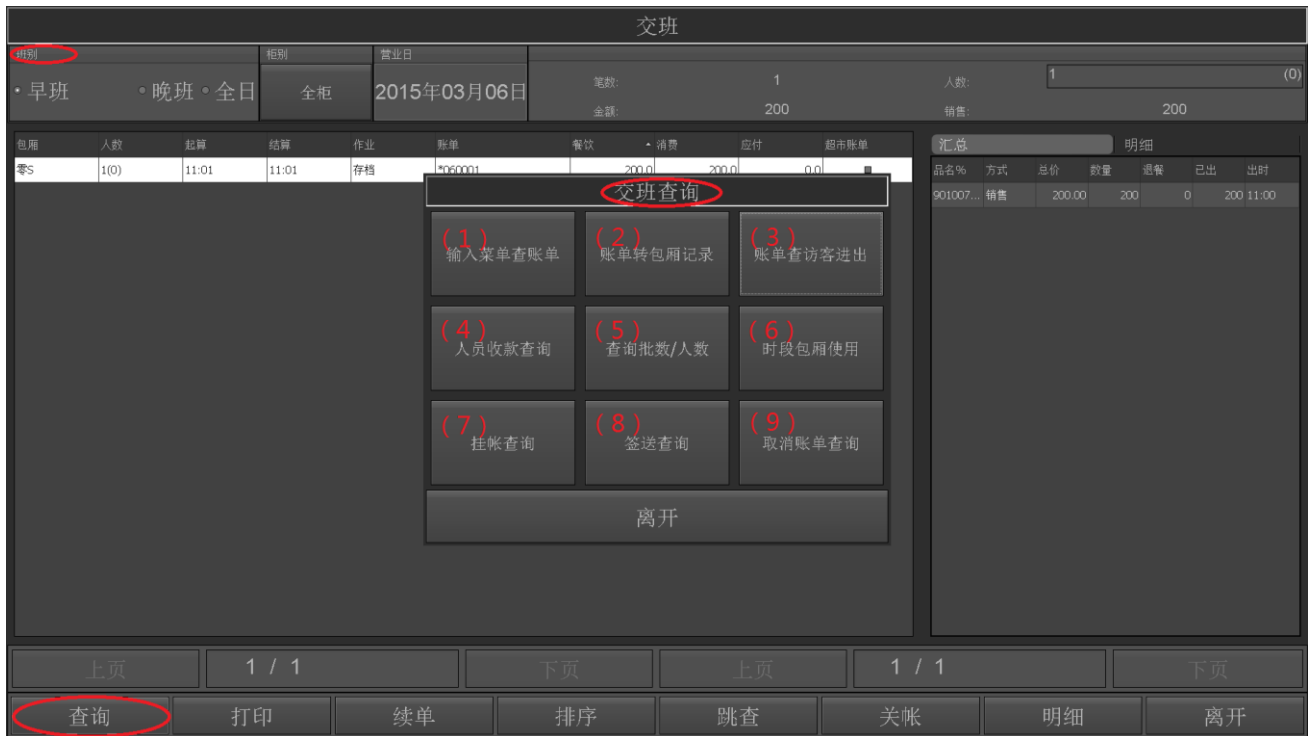 交班
班别 柜别 营业日
早班 晚班 全日 全柜 2015年03月06日
笔数: 1 人数: 1 (0)
金额: 200 销售: 200
包厢 人数 起算 结算 作业 账单 餐饮 消费 应付 超市账单
零S 1(0) 11:01 11:01 存档 *060001 200.0 200.0 0.0
汇总 明细
品名% 方式 总价 数量 退餐 已出 出时
901007... 销售 200.00 200 0 200 11:00
交班查询
(1) 输入菜单查账单
(2) 账单转包厢记录
(3) 账单查访客进出
(4) 人员收款查询
(5) 查询批数/人数
(6) 时段包厢使用
(7) 挂帐查询
(8) 签送查询
(9) 取消账单查询
离开
上页 1 / 1 下页 上页 1 / 1 下页
查询 打印 续单 排序 跳查 关帐 明细 离开